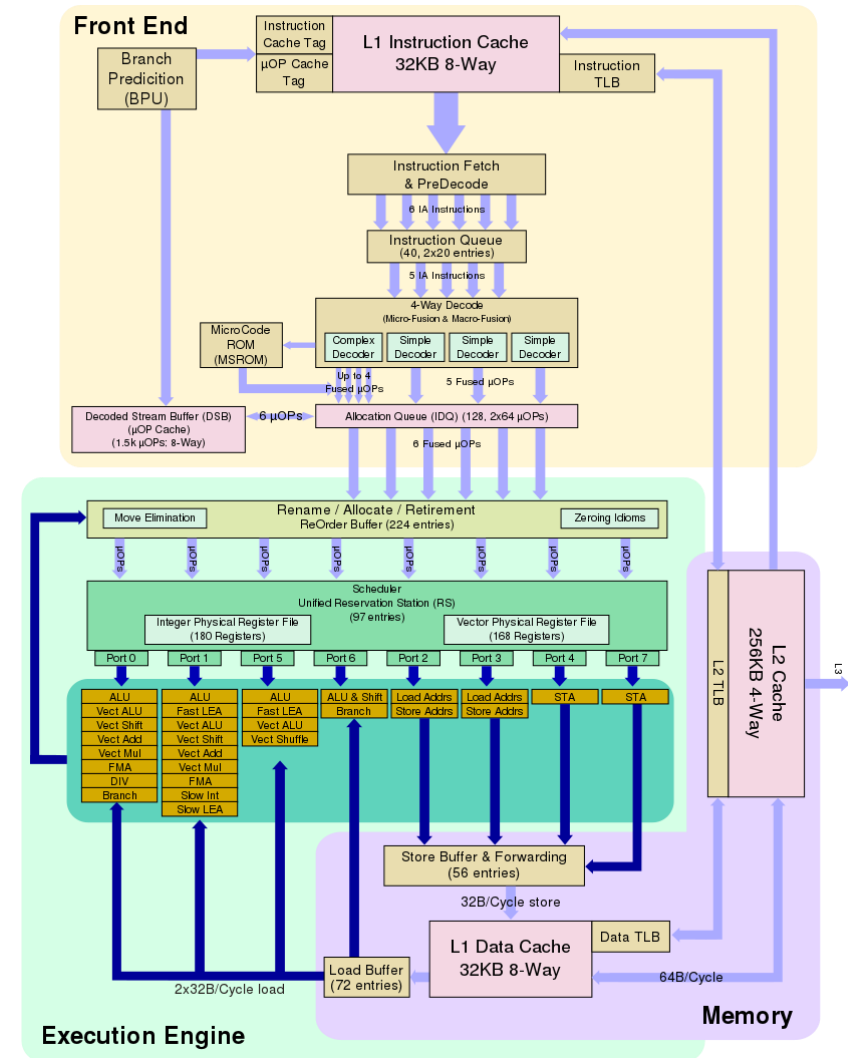 Front End
Instruction
Cache Tag
µOP Cache
Tag
L1 Instruction Cache
32KB 8-Way
Instruction
TLB
Branch
Predicition
(BPU)
Instruction Fetch
& PreDecode
6 IA Instructions
Instruction Queue
(40, 2x20 entries)
5 IA Instructions
4-Way Decode
(Micro-Fusion & Macro-Fusion)
Complex
Decoder
Simple
Decoder
Simple
Decoder
Simple
Decoder
MicroCode
ROM
(MSROM)
Up to 4
Fused µOPs
5 Fused µOPs
Decoded Stream Buffer (DSB)
(µOP Cache)
(1.5k µOPs: 8-Way)
6 µOPs
Allocation Queue (IDQ) (128, 2x64 µOPs)
6 Fused µOPs
Rename / Allocate / Retirement
ReOrder Buffer (224 entries)
Move Elimination
Zeroing Idioms
µOPs
µOPs
µOPs
µOPs
µOPs
µOPs
µOPs
µOPs
Scheduler
Unified Reservation Station (RS)
(97 entries)
Integer Physical Register File
(180 Registers)
Vector Physical Register File
(168 Registers)
Port 0
Port 1
Port 5
Port 6
Port 2
Port 3
Port 4
Port 7
ALU
Vect ALU
Vect Shift
Vect Add
Vect Mul
FMA
DIV
Branch
ALU
Fast LEA
Vect ALU
Vect Shift
Vect Add
Vect Mul
FMA
Slow Int
Slow LEA
ALU
Fast LEA
Vect ALU
Vect Shuffle
ALU & Shift
Branch
Load Addrs
Store Addrs
Load Addrs
Store Addrs
STA
STA
L2 TLB
L2 Cache
256KB 4-Way
L3
Store Buffer & Forwarding
(56 entries)
32B/Cycle store
L1 Data Cache
32KB 8-Way
Data TLB
Load Buffer
(72 entries)
2x32B/Cycle load
64B/Cycle
Memory
Execution Engine